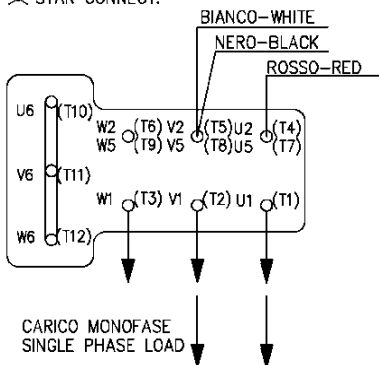 STAR CONNECT.
BIANCO-WHITE
NERO-BLACK
ROSSO-RED
U6 (T10)
W2 (T6) V2 (T5) U2 (T4)
W5 (T9) V5 (T8) U5 (T7)
V6 (T11)
W1 (T3) V1 (T2) U1 (T1)
W6 (T12)
CARICO MONOFASE
SINGLE PHASE LOAD